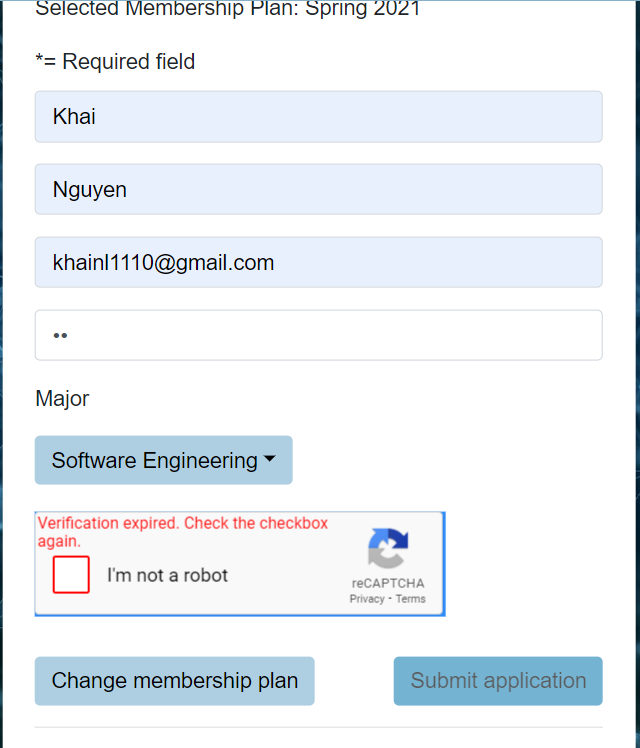 Selected Membership Plan: Spring 2021
*= Required field
Khai
Nguyen
khainl1110@gmail.com
••
Major
Software Engineering
Verification expired. Check the checkbox
again.
I'm not a robot
reCAPTCHA
Privacy - Terms
Change membership plan
Submit application